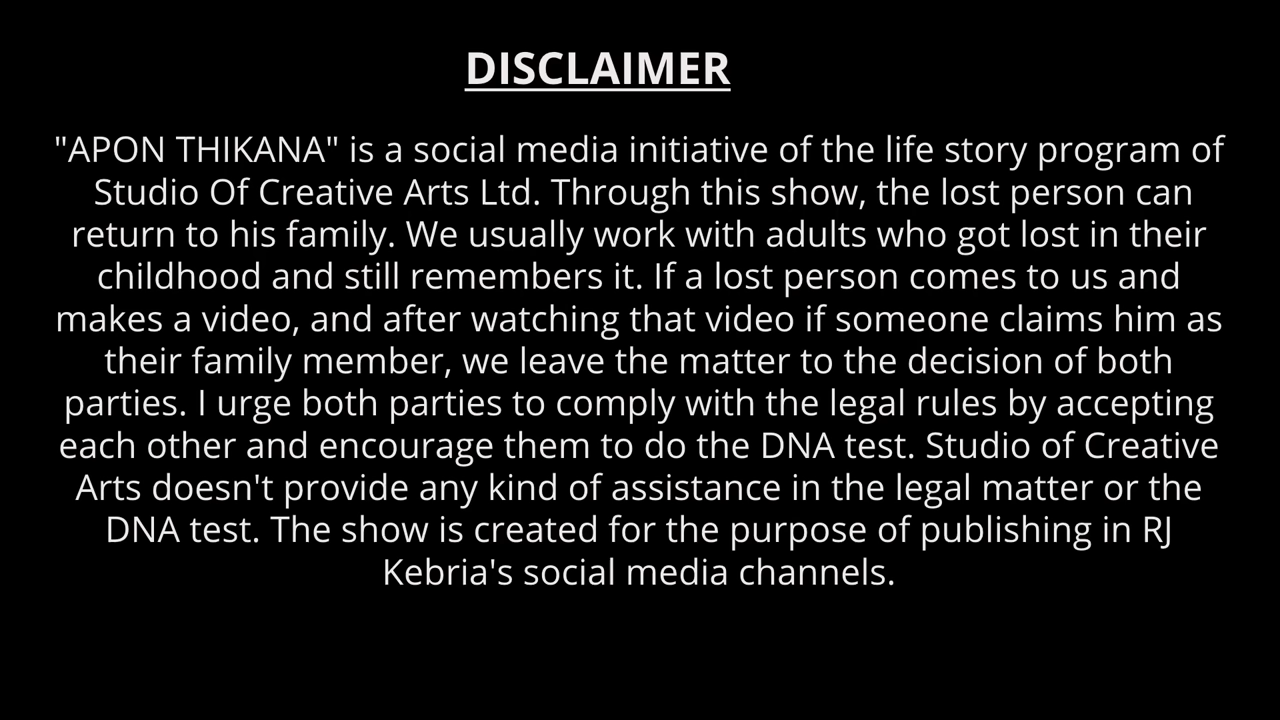 DISCLAIMER
"APON THIKANA" is a social media initiative of the life story program of
Studio Of Creative Arts Ltd. Through this show, the lost person can
return to his family. We usually work with adults who got lost in their
childhood and still remembers it. If a lost person comes to us and
makes a video, and after watching that video if someone claims him as
their family member, we leave the matter to the decision of both
parties. I urge both parties to comply with the legal rules by accepting
each other and encourage them to do the DNA test. Studio of Creative
Arts doesn't provide any kind of assistance in the legal matter or the
DNA test. The show is created for the purpose of publishing in RJ
Kebria's social media channels.